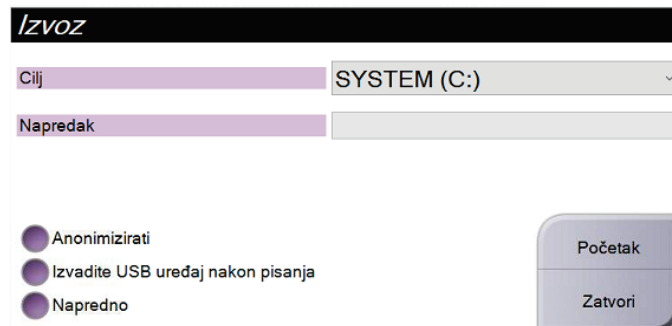 Izvoz
Cilj
SYSTEM (C:)
Napredak
Anonimizirati
Izvadite USB uređaj nakon pisanja
Napredno
Početak
Zatvori